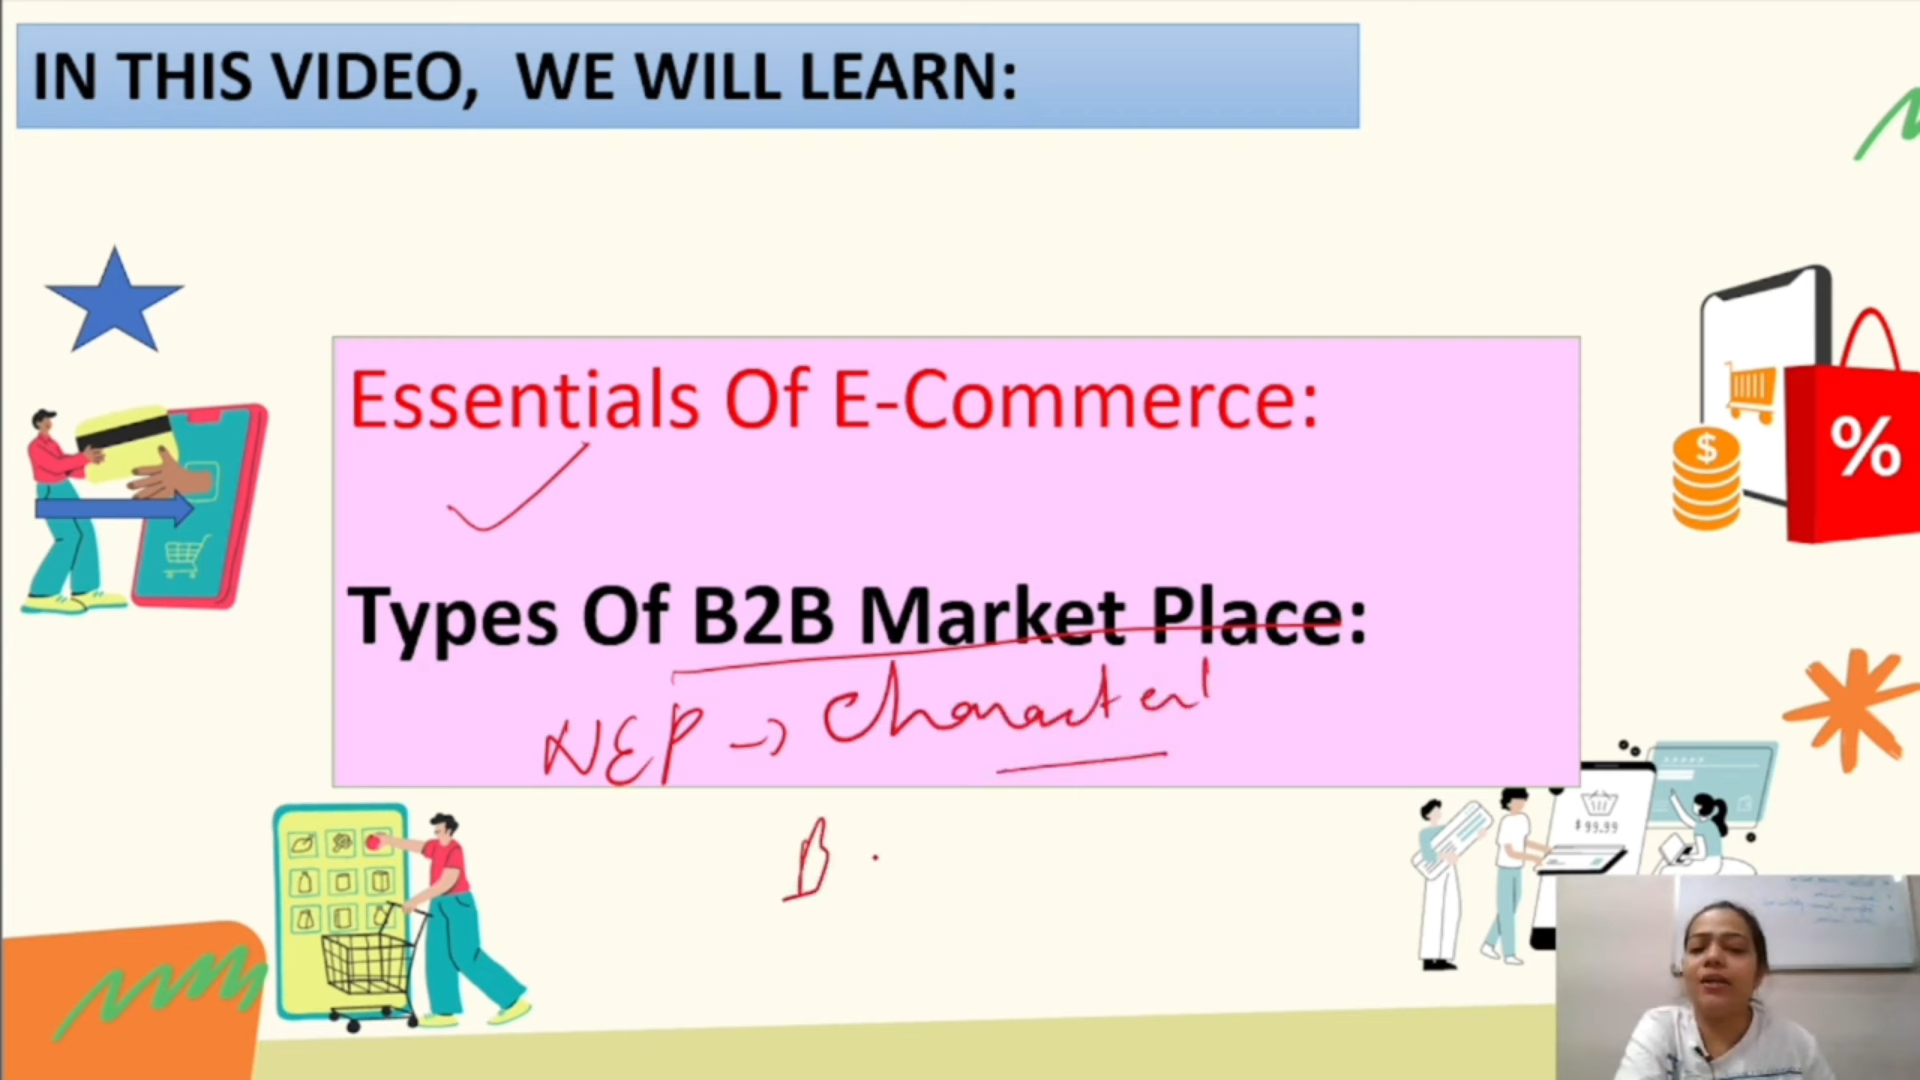 IN THIS VIDEO, WE WILL LEARN:
Essentials Of E-Commerce:
Types Of B2B Market Place:
NEP → Character
%
$
$99.99